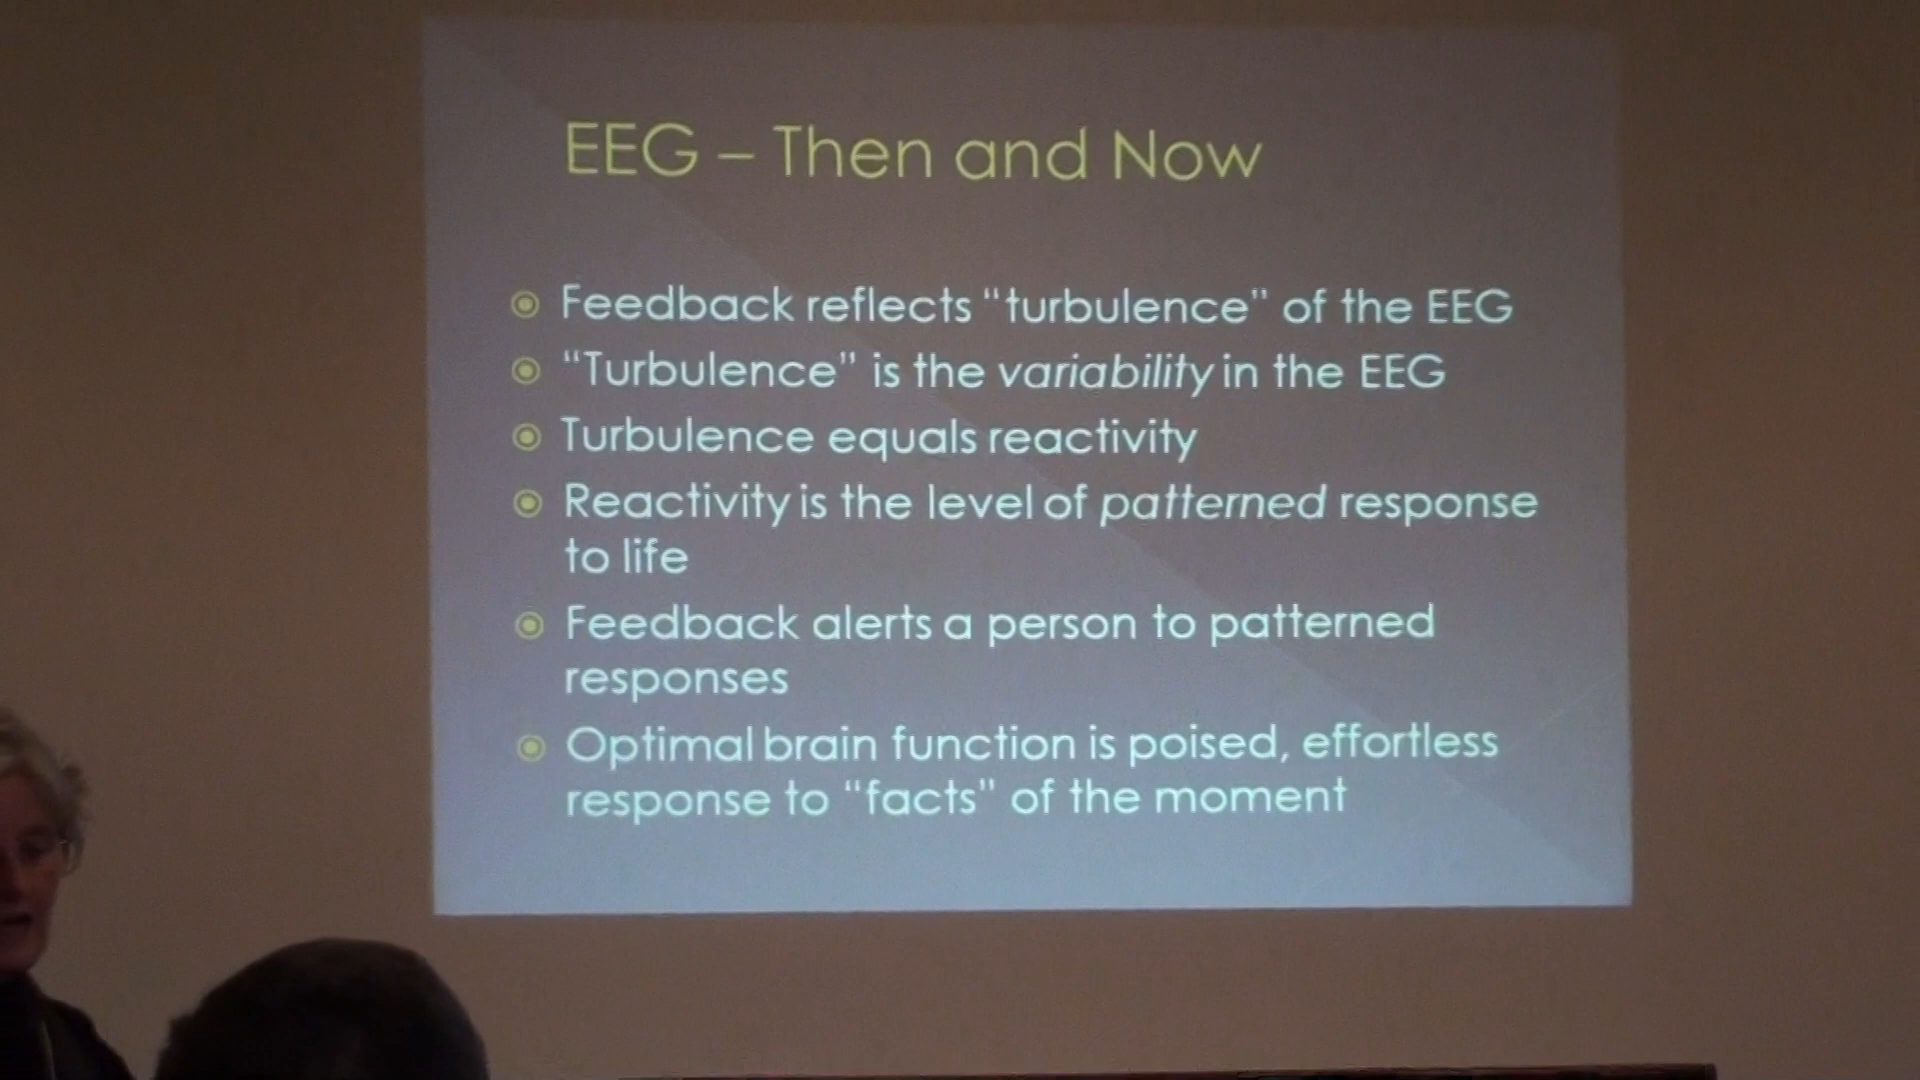 EEG – Then and Now
Feedback reflects “turbulence” of the EEG
“Turbulence” is the variability in the EEG
Turbulence equals reactivity
Reactivity is the level of patterned response
to life
Feedback alerts a person to patterned
responses
Optimal brain function is poised, effortless
response to “facts” of the moment